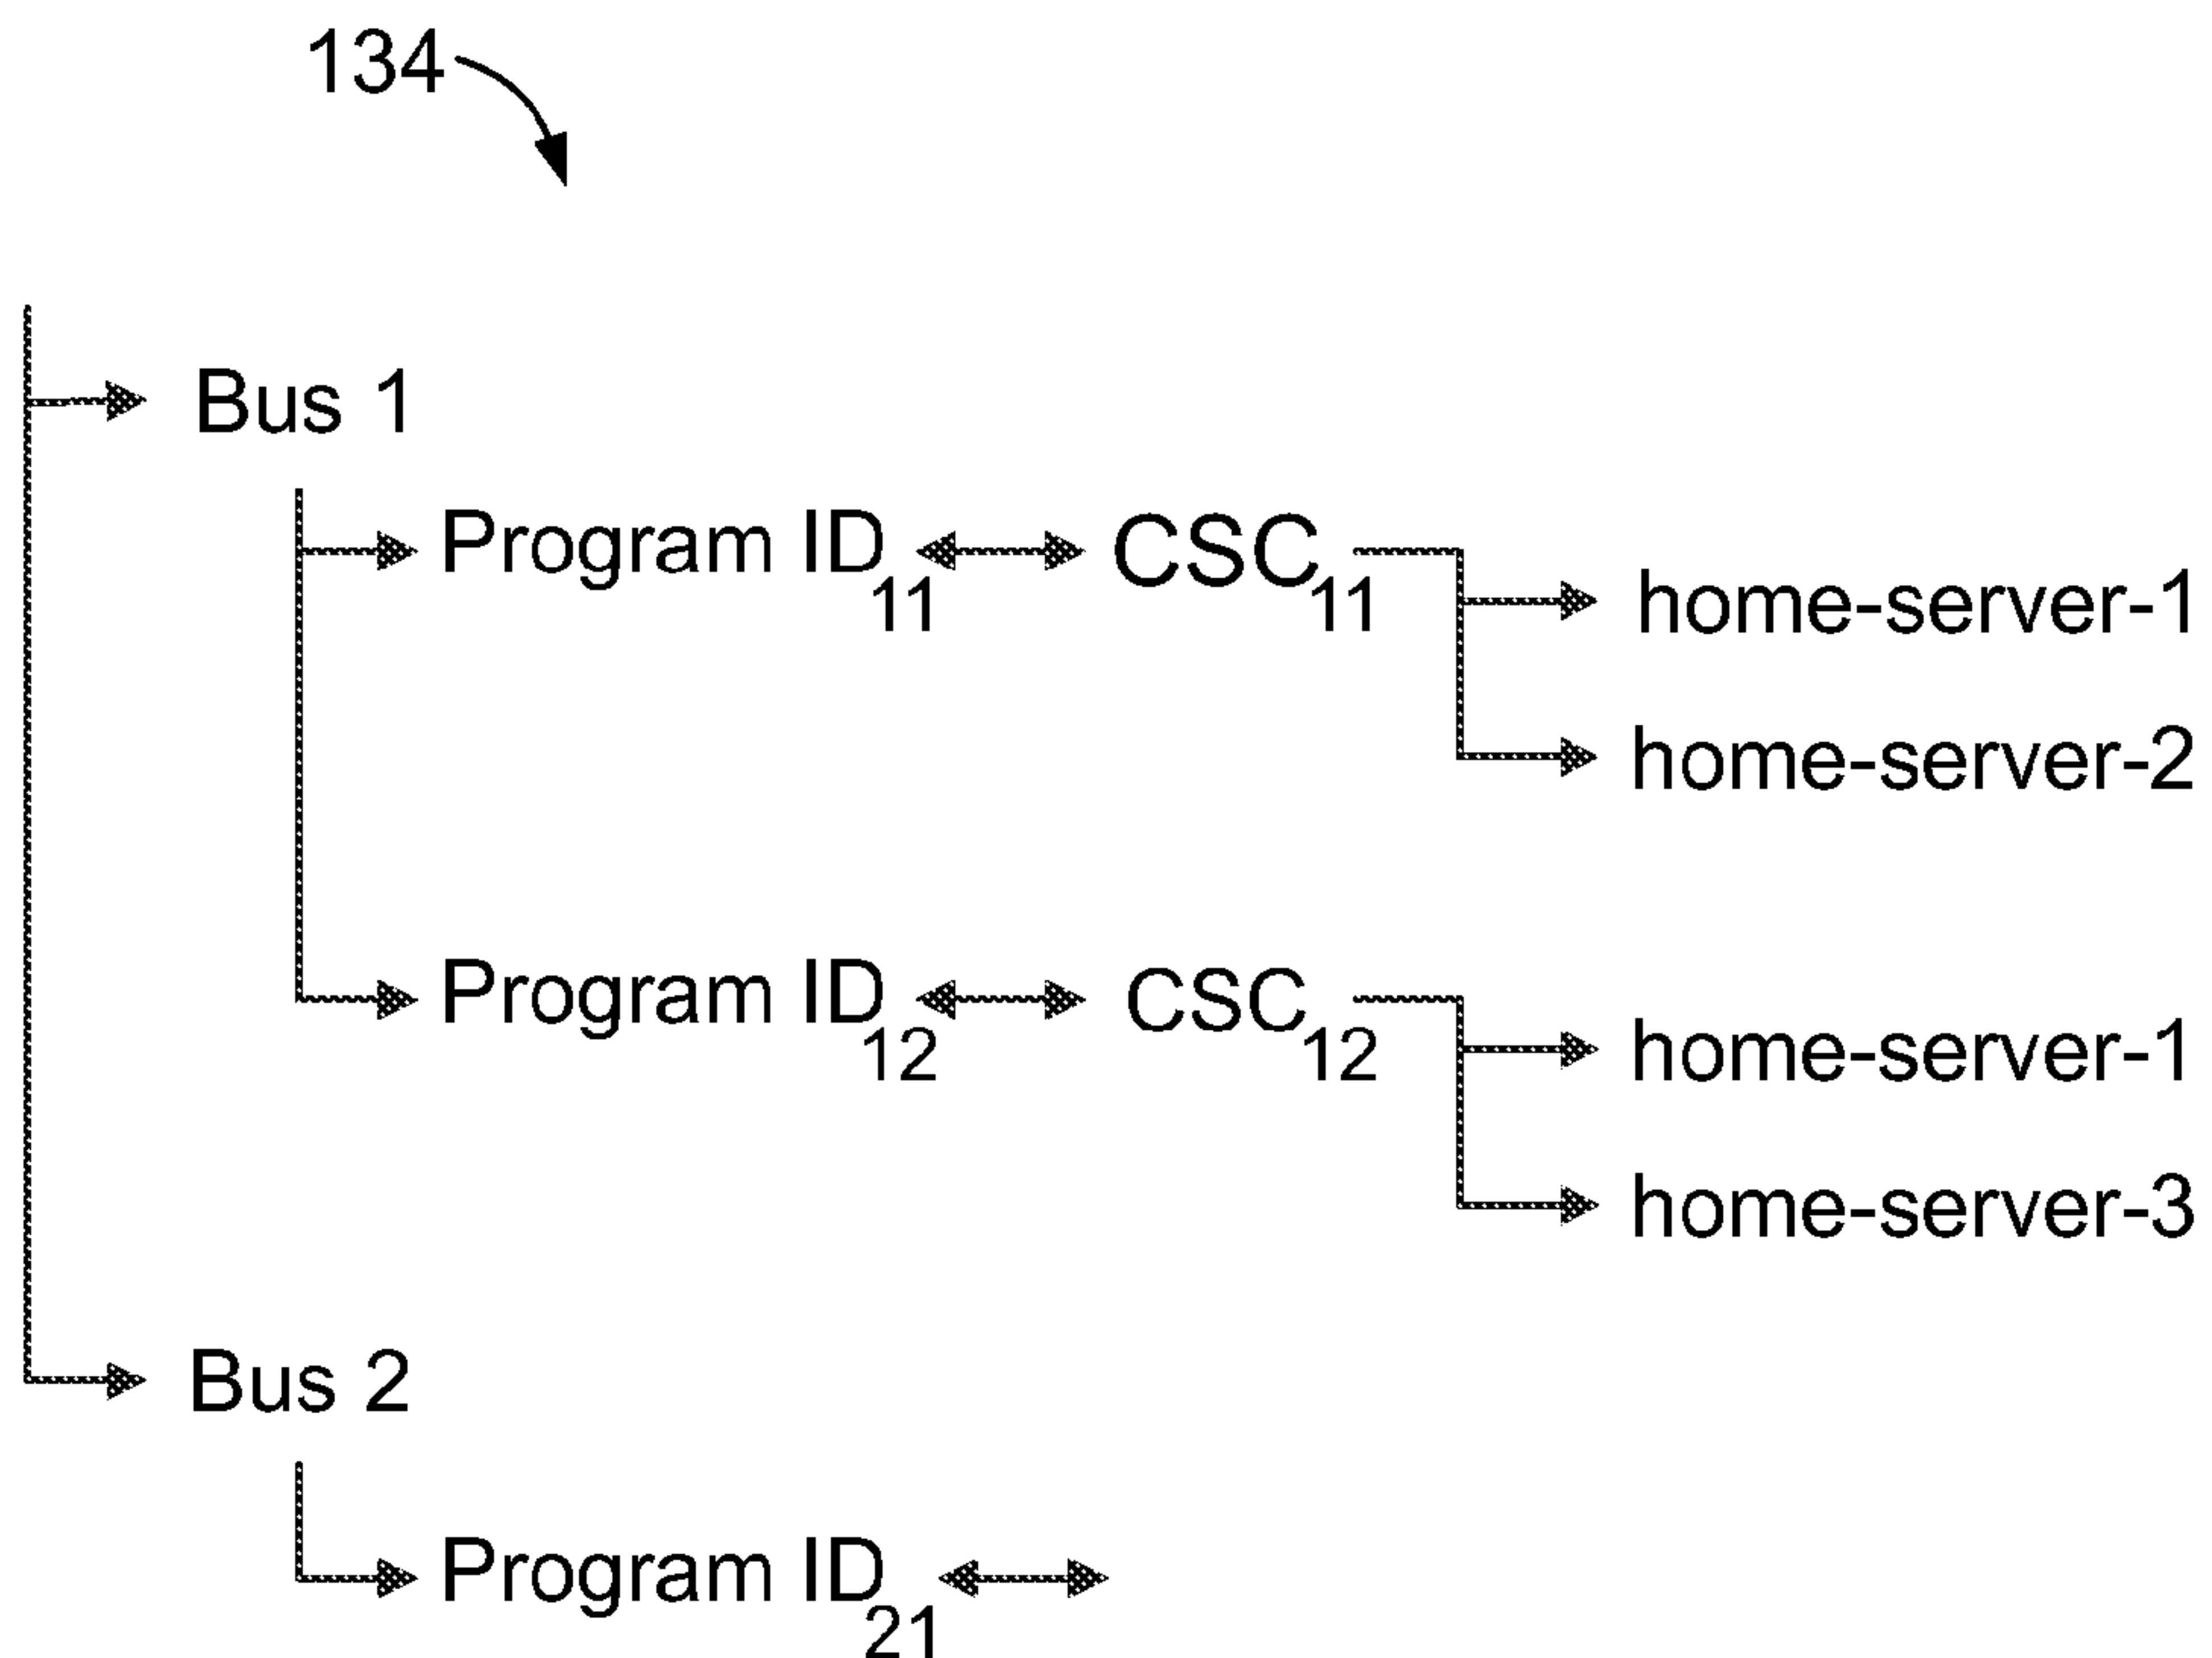 134
Bus 1
Program ID11 CSC11
home-server-1
home-server-2
Program ID12 CSC12
home-server-1
home-server-3
Bus 2
Program ID21